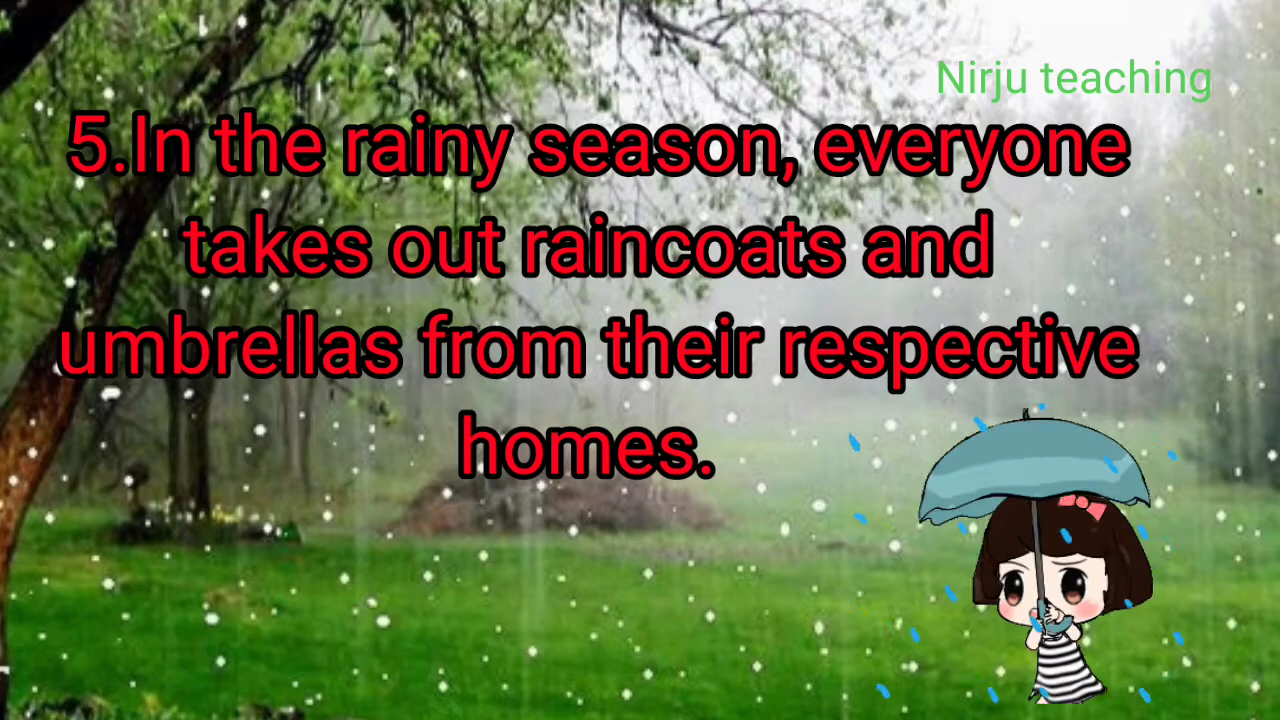 Nirju teaching
5.In the rainy season, everyone
takes out raincoats and
umbrellas from their respective
homes.